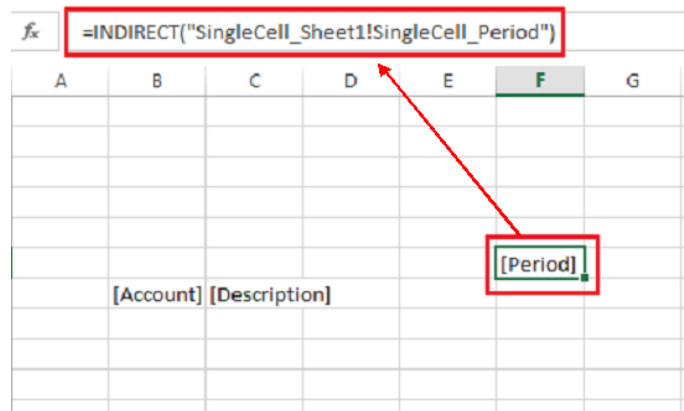 fx =INDIRECT("SingleCell_Sheet1!SingleCell_Period")
A B C D E F G
[Period]
[Account] [Description]